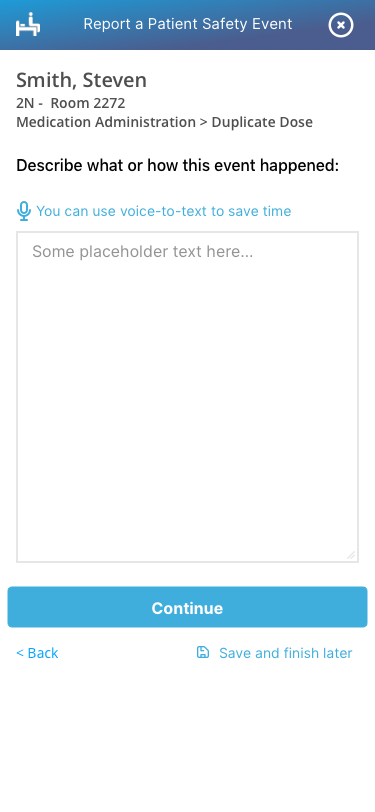 Report a Patient Safety Event
Smith, Steven
2N - Room 2272
Medication Administration > Duplicate Dose
Describe what or how this event happened:
You can use voice-to-text to save time
Some placeholder text here...
Continue
< Back
Save and finish later